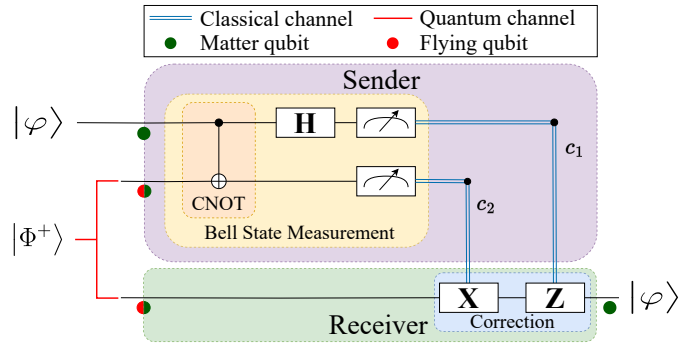 Classical channel Quantum channel
Matter qubit Flying qubit
Sender
|φ⟩ H
c₁
CNOT
c₂
Bell State Measurement
|Φ⁺⟩
X Z |φ⟩
Receiver Correction